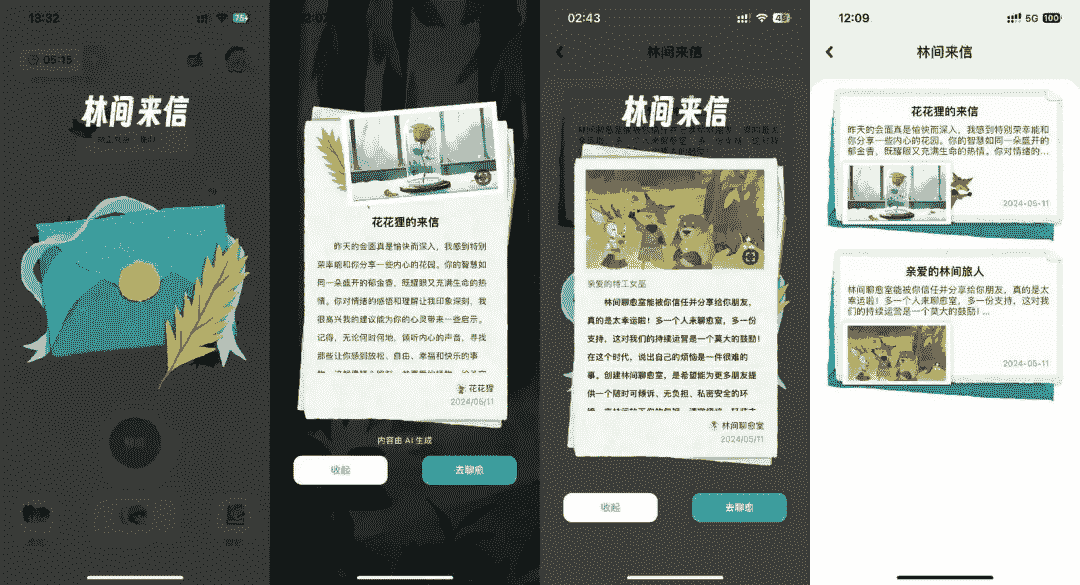 13:32
05:15
林间来信
02:43
林间来信
12:09
5G
100
林间来信
林间来信
花花狸的来信
昨天的会面真是愉快而深入，我感到特别
荣幸能和你分享一些内心的花园。你的智慧如
同一朵盛开的郁金香，既耀眼又充满生命的热
情。你对情绪的感悟和理解让我印象深刻，我
很高兴我的建议能为你的心灵带来一些启示。
记得，无论何时何地，倾听内心的声音，寻找
那些让你感到放松、自由、幸福和快乐的事
花花狸
2024/05/11
内容由 AI 生成
收起
去聊愈
亲爱的特工女巫
林间聊愈室能被你信任并分享给你朋友，
真的是太幸运啦！多一个人来聊愈室，多一份
支持，这对我们的持续运营是一个莫大的鼓励！
在这个时代，说出自己的烦恼是一件很难的
事。创建林间聊愈室，是希望能为更多朋友提
供一个随时可倾诉、无负担、私密安全的环
林间聊愈室
2024/05/11
收起
去聊愈
花花狸的来信
昨天的会面真是愉快而深入，我感到特别荣幸能和
你分享一些内心的花园。你的智慧如同一朵盛开的
郁金香，既耀眼又充满生命的热情。你对情绪的...
2024-05-11
亲爱的林间旅人
林间聊愈室能被你信任并分享给你朋友，真的是太
幸运啦！多一个人来聊愈室，多一份支持，这对我
们的持续运营是一个莫大的鼓励！...
2024-05-11